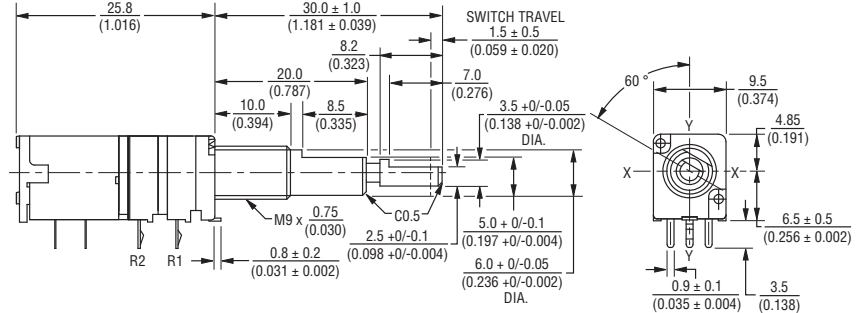 25.8
(1.016)
30.0 ± 1.0
(1.181 ± 0.039)
SWITCH TRAVEL
1.5 ± 0.5
(0.059 ± 0.020)
8.2
(0.323)
20.0
(0.787)
7.0
(0.276)
10.0
(0.394)
8.5
(0.335)
3.5 +0/-0.05
(0.138 +0/-0.002)
DIA.
60 °
9.5
(0.374)
4.85
(0.191)
Y
X
X
Y
M9 x 0.75
(0.030)
C0.5
R2
R1
0.8 ± 0.2
(0.031 ± 0.002)
2.5 +0/-0.1
(0.098 +0/-0.004)
5.0 + 0/-0.1
(0.197 +0/-0.004)
6.0 + 0/-0.05
(0.236 +0/-0.002)
DIA.
6.5 ± 0.5
(0.256 ± 0.002)
0.9 ± 0.1
(0.035 ± 0.004)
3.5
(0.138)